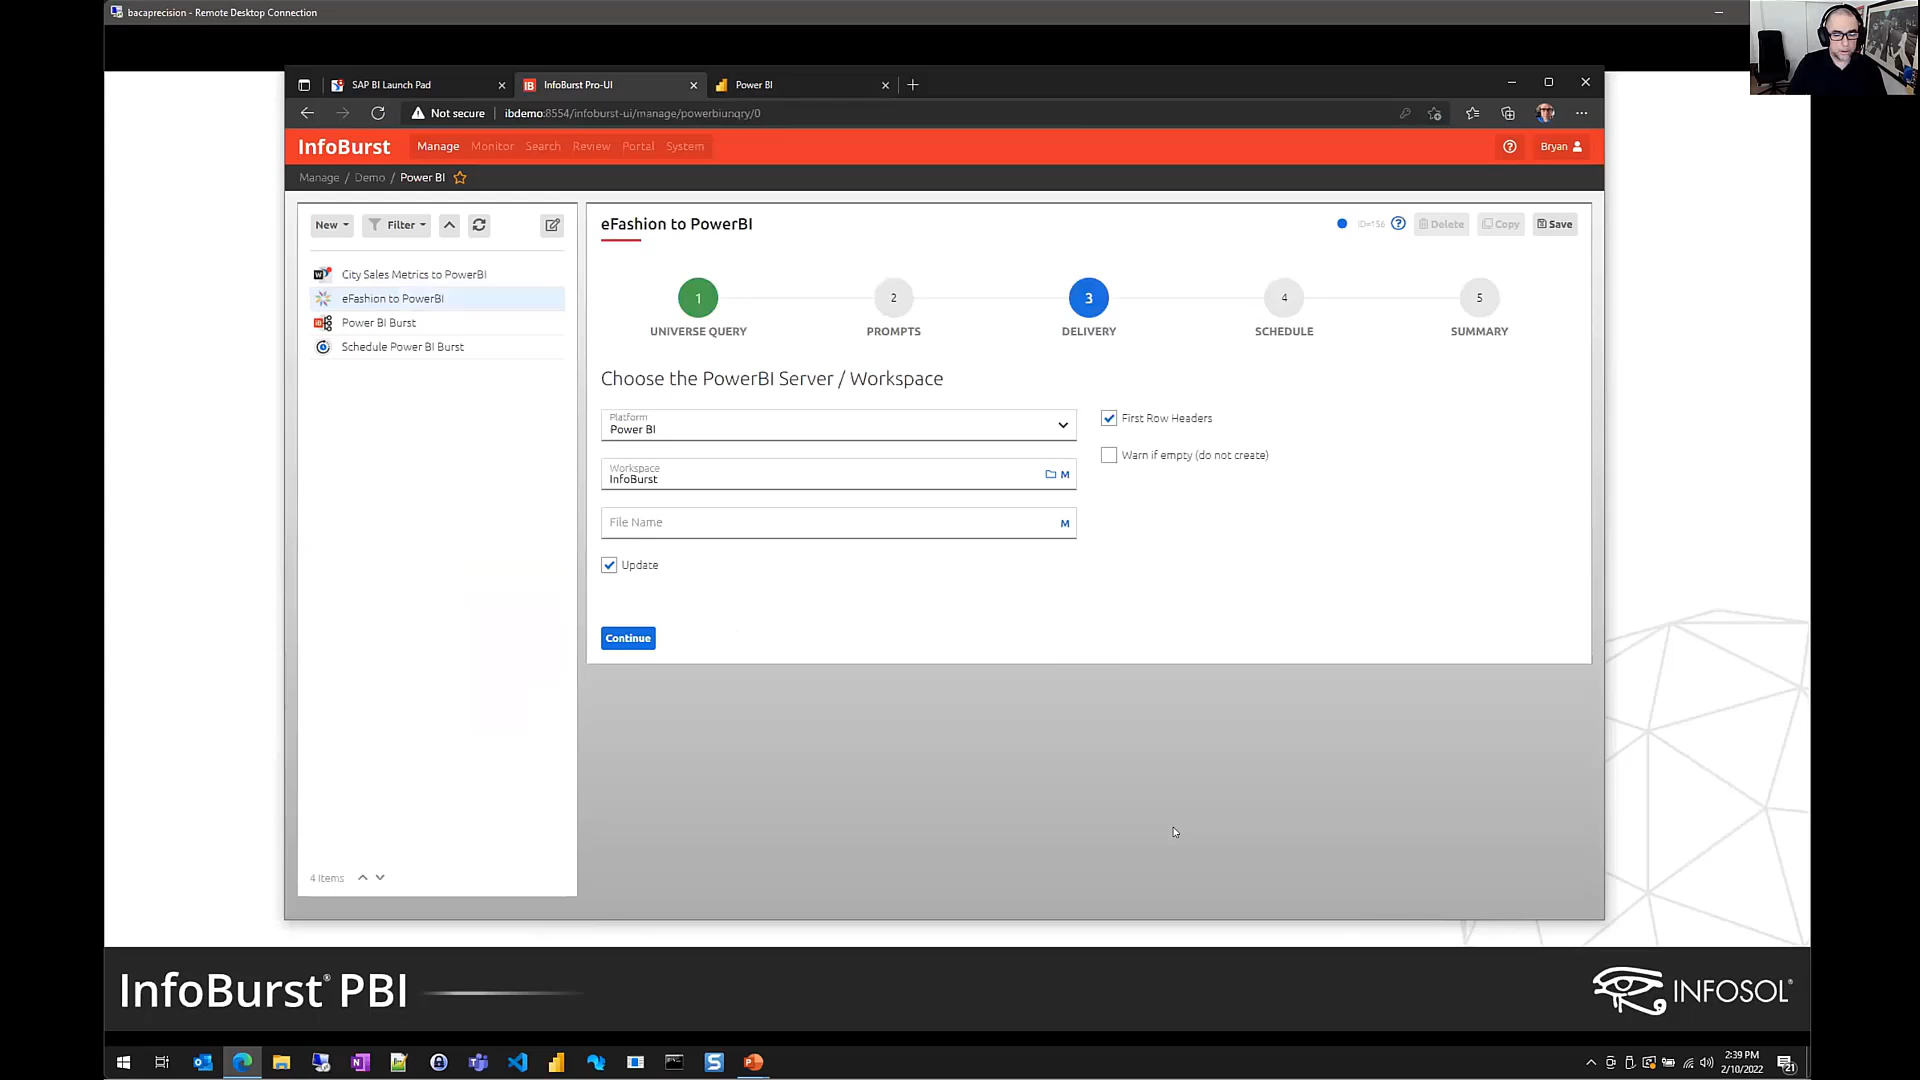 bacaprecision - Remote Desktop Connection
SAP BI Launch Pad
InfoBurst Pro-UI
Power BI
Not secure
ibdemo:8554/infoburst-ui/manage/powerbiunqry/0
InfoBurst
Manage
Monitor
Search
Review
Portal
System
Bryan
Manage / Demo / Power BI
New
Filter
eFashion to PowerBI
ID=156
Delete
Copy
Save
City Sales Metrics to PowerBI
eFashion to PowerBI
Power BI Burst
Schedule Power BI Burst
1
2
3
4
5
UNIVERSE QUERY
PROMPTS
DELIVERY
SCHEDULE
SUMMARY
Choose the PowerBI Server / Workspace
Platform
Power BI
First Row Headers
Workspace
InfoBurst
M
Warn if empty (do not create)
File Name
M
Update
Continue
4 Items
InfoBurst® PBI
INFOSOL®
2:39 PM
2/10/2022
21